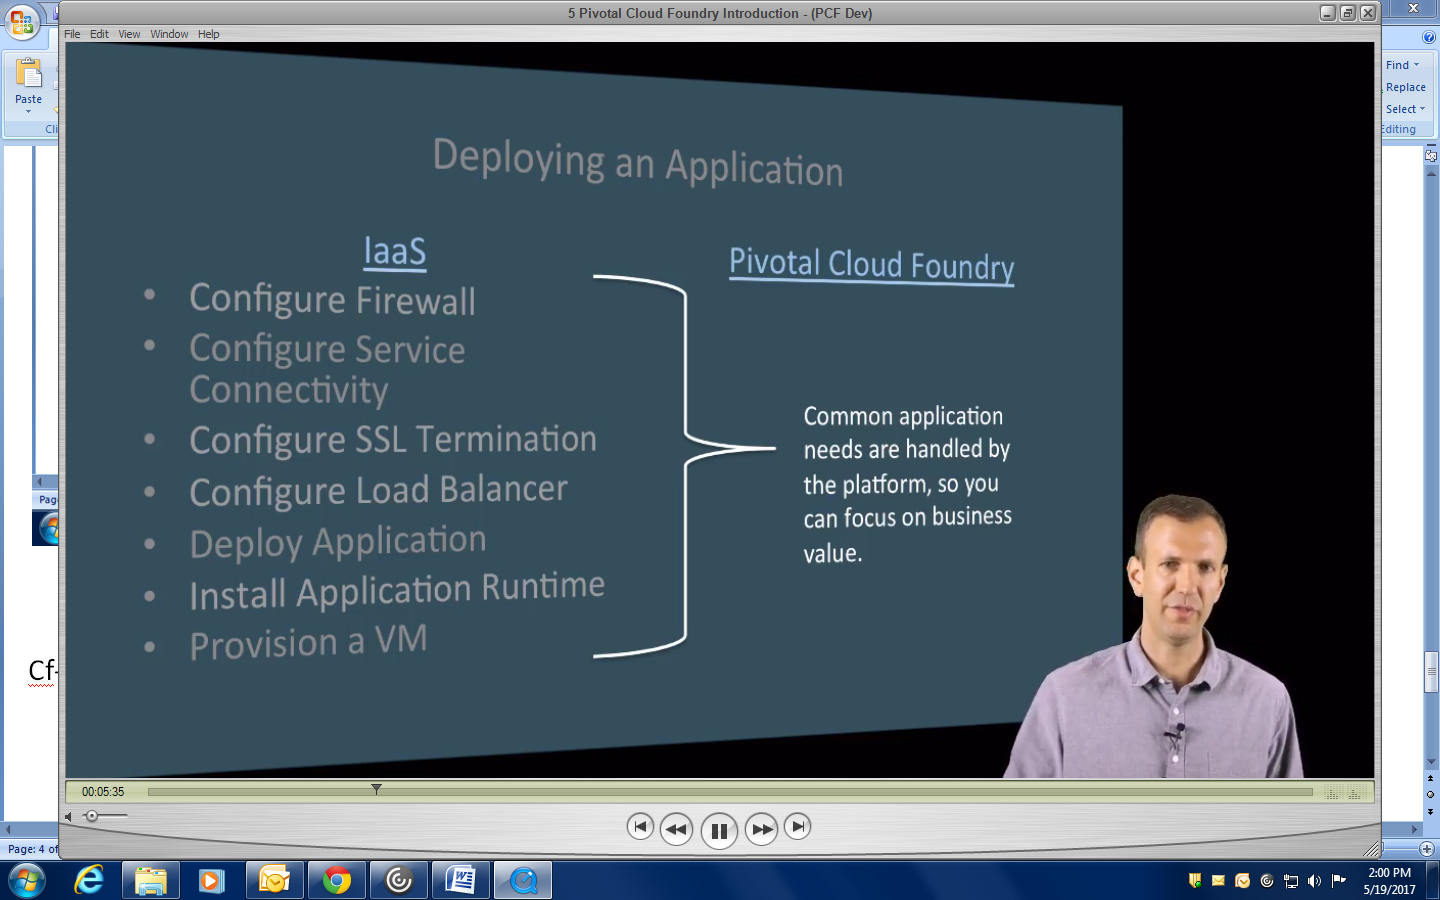 5 Pivotal Cloud Foundry Introduction - (PCF Dev)
File Edit View Window Help
Paste
Find
Replace
Select
Editing
Deploying an Application
IaaS
• Configure Firewall
• Configure Service
Connectivity
• Configure SSL Termination
• Configure Load Balancer
• Deploy Application
• Install Application Runtime
• Provision a VM
Pivotal Cloud Foundry
Common application
needs are handled by
the platform, so you
can focus on business
value.
Cf-
00:05:35
Page: 4 of
2:00 PM
5/19/2017